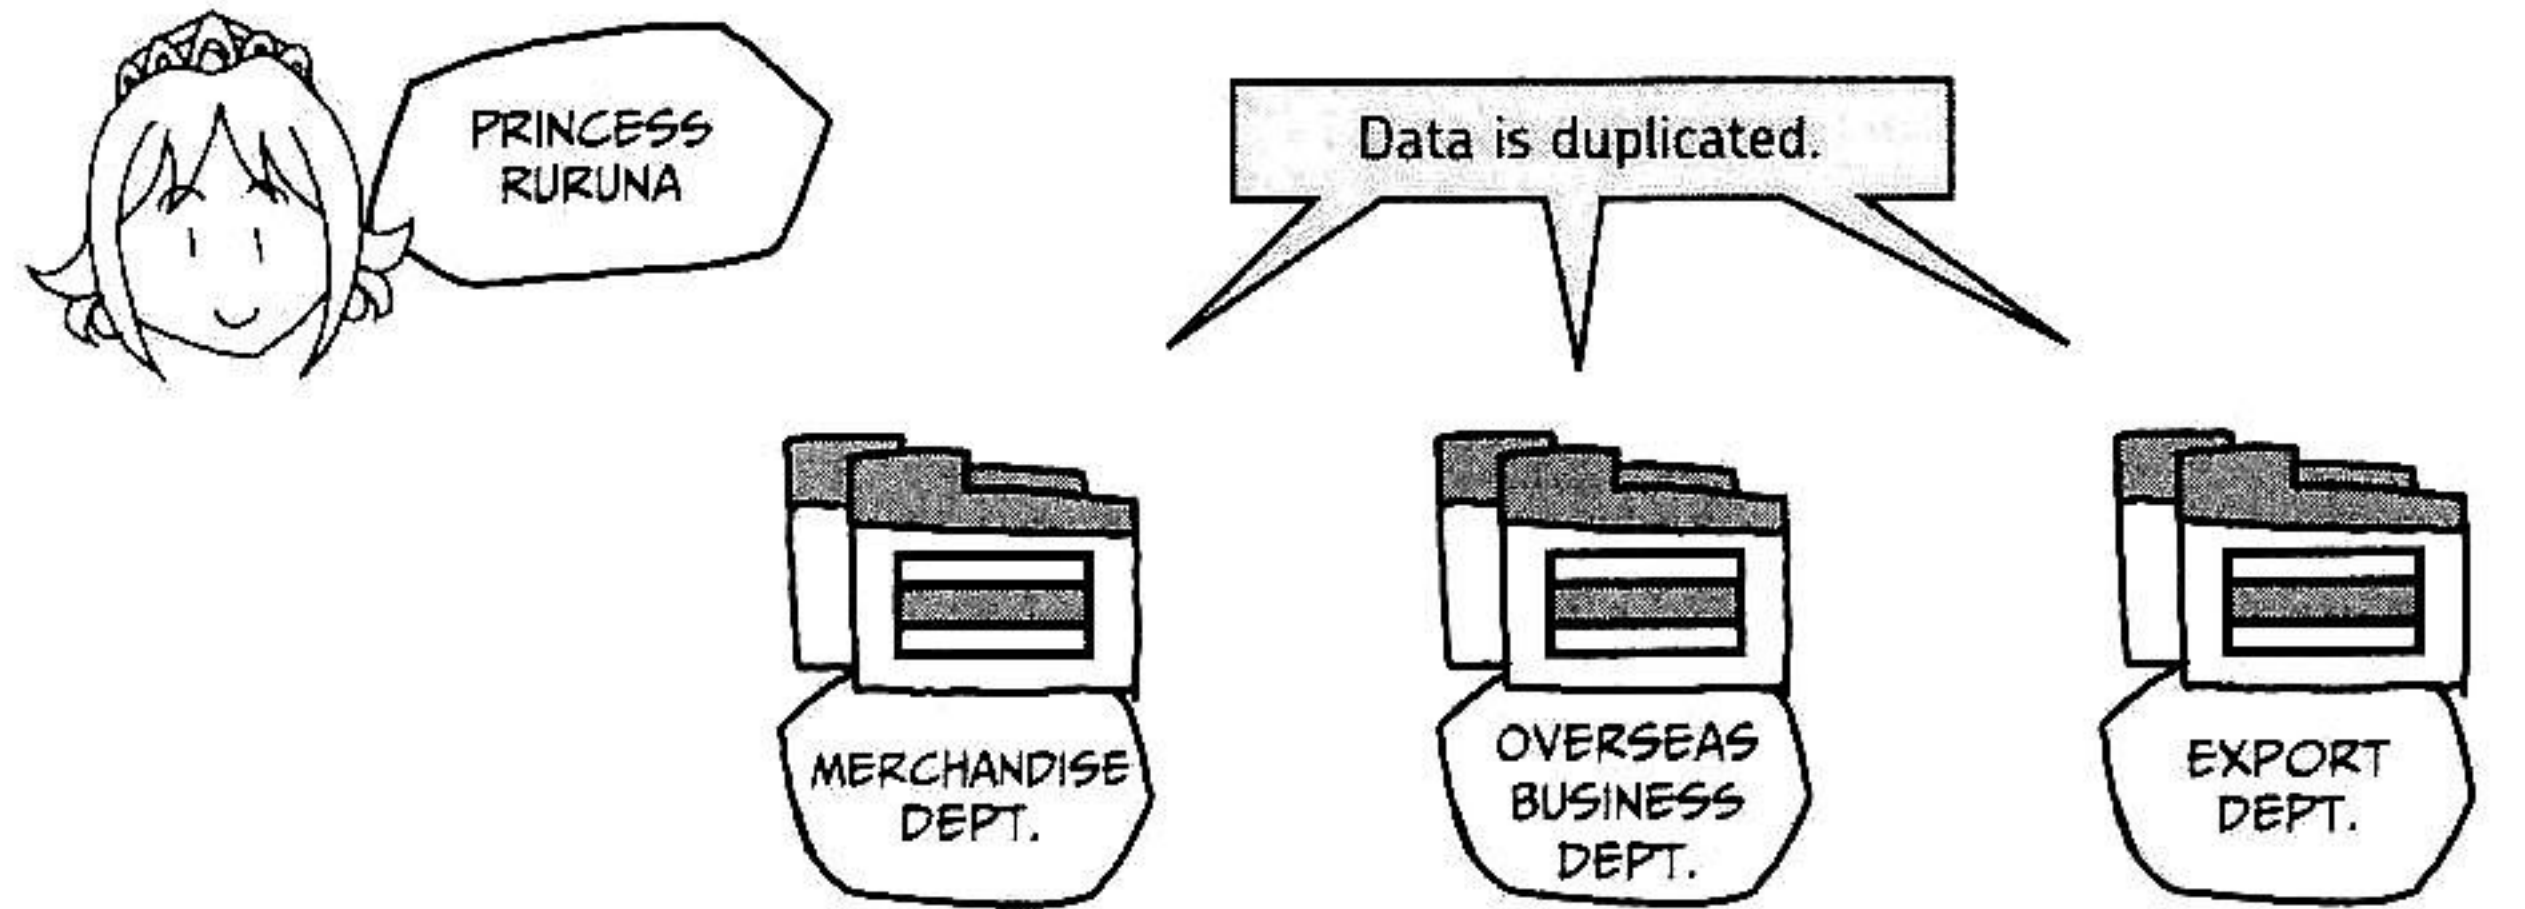 PRINCESS
RURUNA
Data is duplicated.
MERCHANDISE
DEPT.
OVERSEAS
BUSINESS
DEPT.
EXPORT
DEPT.